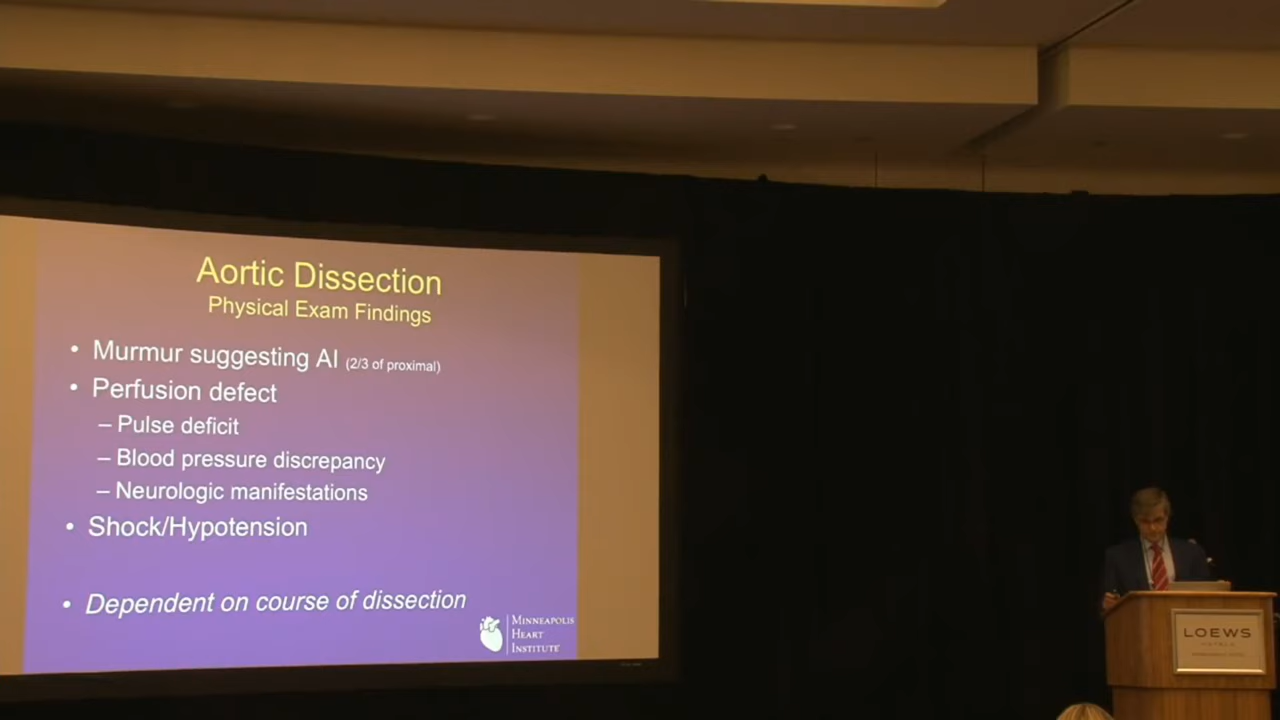 Aortic Dissection
Physical Exam Findings
• Murmur suggesting AI (2/3 of proximal)
• Perfusion defect
– Pulse deficit
– Blood pressure discrepancy
– Neurologic manifestations
• Shock/Hypotension
• Dependent on course of dissection
MINNEAPOLIS
HEART
INSTITUTE
LOEWS
HOTELS